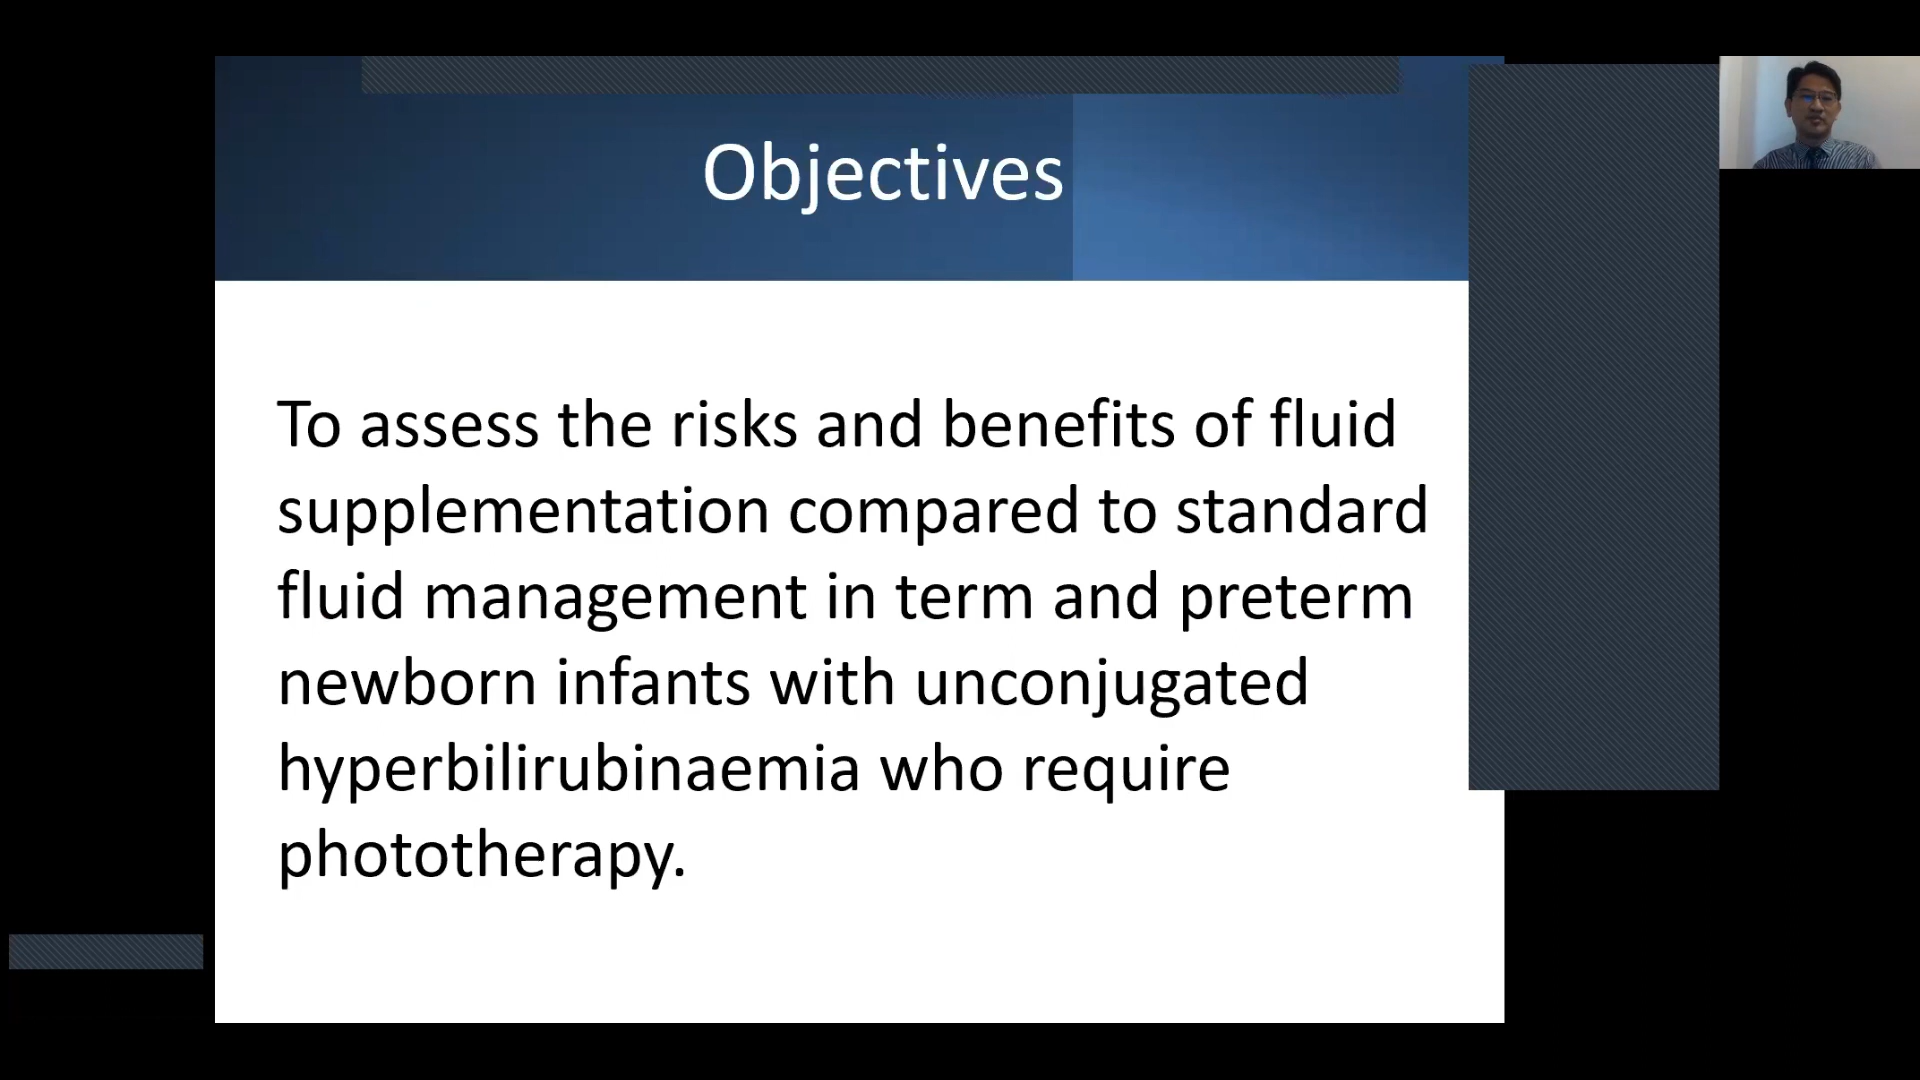 Objectives
To assess the risks and benefits of fluid
supplementation compared to standard
fluid management in term and preterm
newborn infants with unconjugated
hyperbilirubinaemia who require
phototherapy.